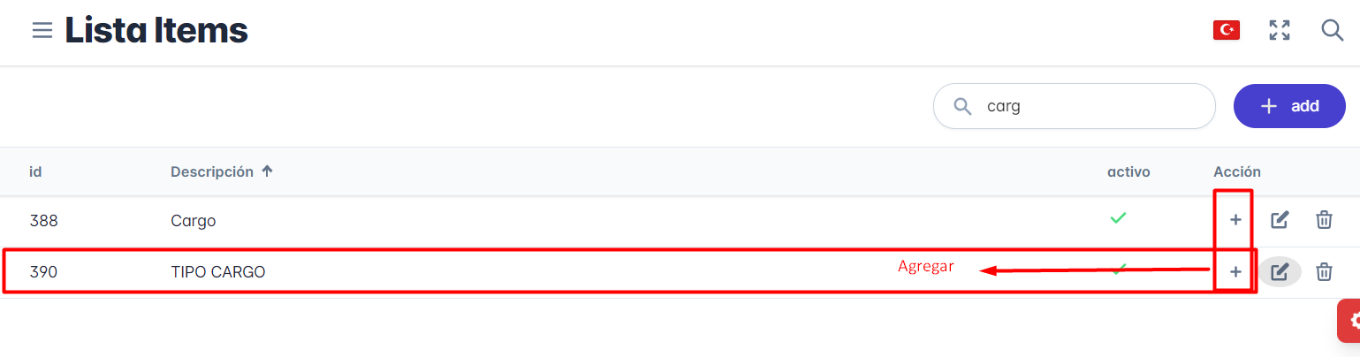 Lista Items
carg
+ add
id Descripción ↑ activo Acción
388 Cargo
390 TIPO CARGO Agregar